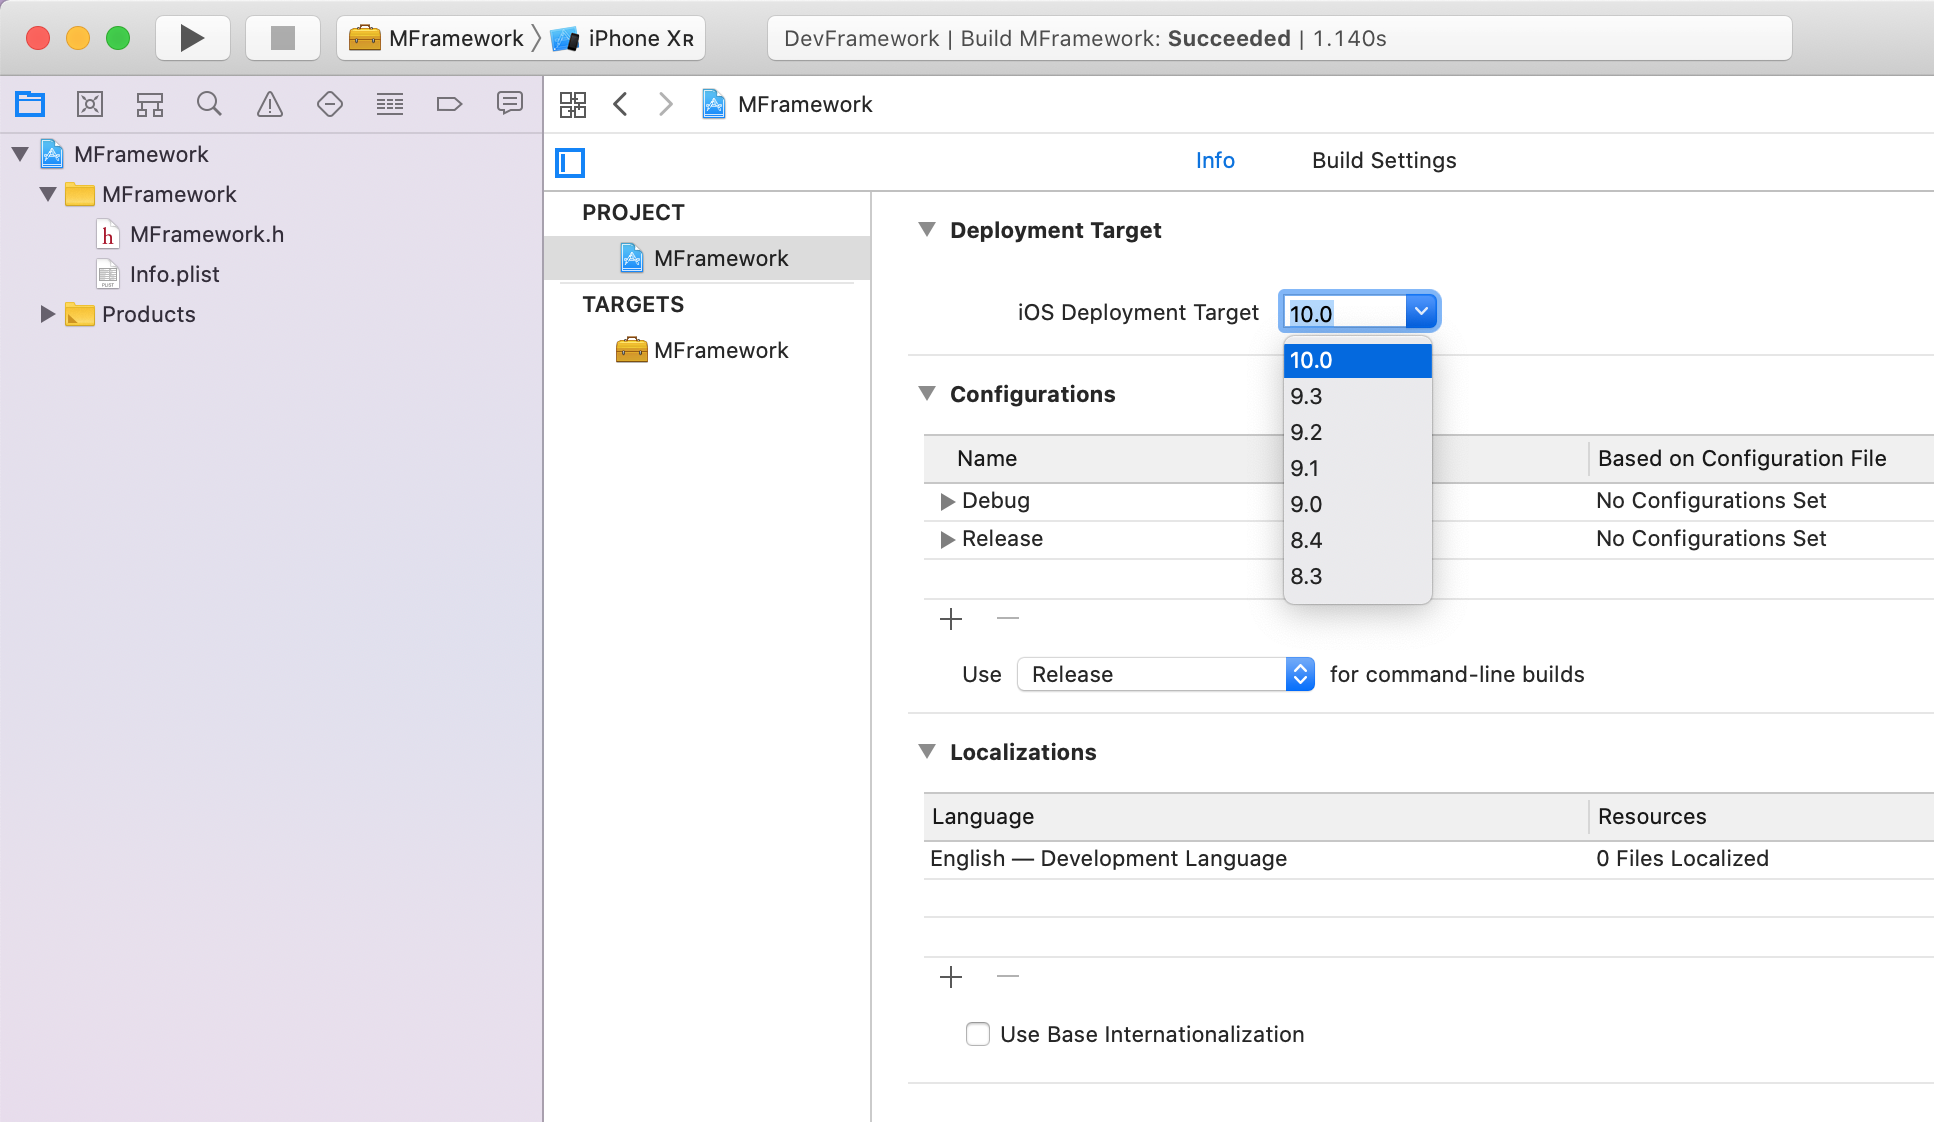 MFramework 〉 iPhone XR
DevFramework | Build MFramework: Succeeded | 1.140s
MFramework
MFramework
MFramework
h MFramework.h
PLIST Info.plist
Products
Info Build Settings
PROJECT
MFramework
TARGETS
MFramework
Deployment Target
iOS Deployment Target 10.0
10.0
9.3
9.2
9.1
9.0
8.4
8.3
Configurations
Name Based on Configuration File
Debug No Configurations Set
Release No Configurations Set
Use Release for command-line builds
Localizations
Language Resources
English — Development Language 0 Files Localized
Use Base Internationalization